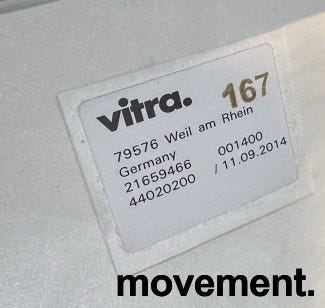 vitra. 167
79576 Weil am Rhein
Germany 001400
21659466 / 11.09.2014
44020200
movement.